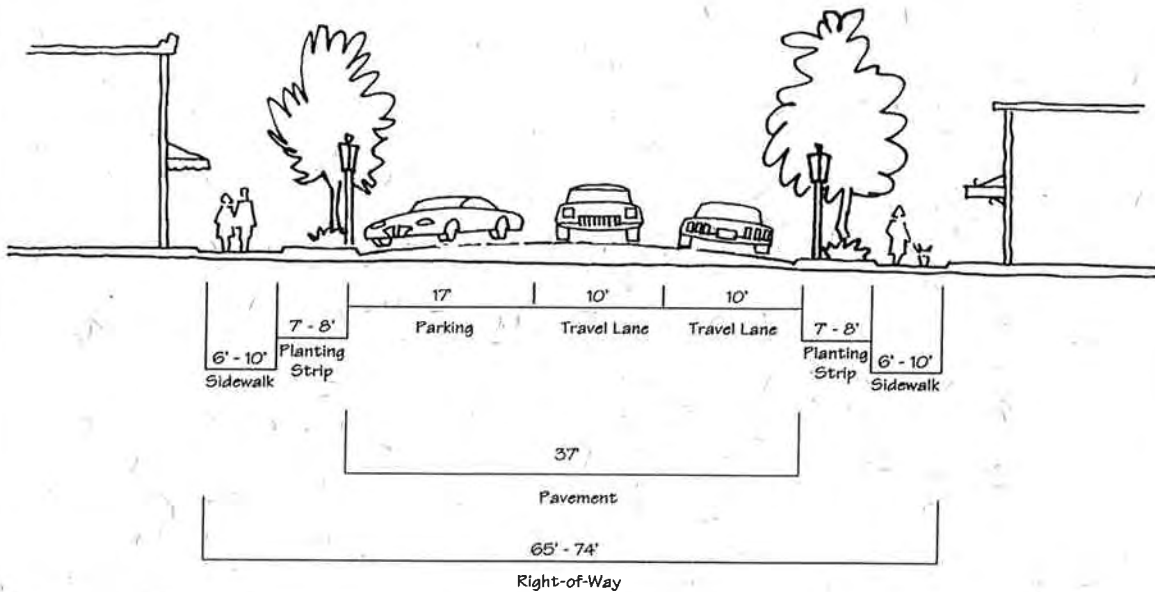 17' 10' 10'
Parking Travel Lane Travel Lane
7' - 8' 7' - 8'
Planting Strip Planting Strip
6' - 10' 6' - 10'
Sidewalk Sidewalk
37'
Pavement
65' - 74'
Right-of-Way